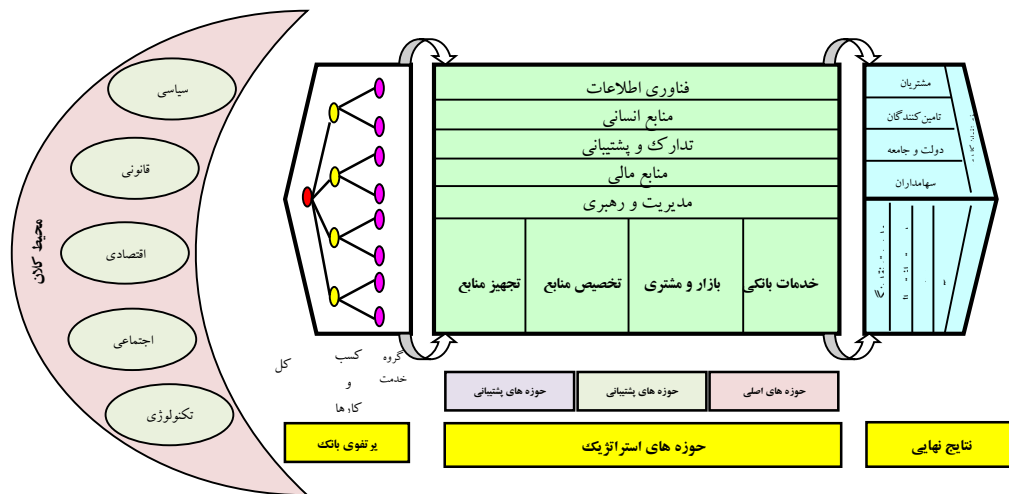 محیط کلان
سیاسی
قانونی
اقتصادی
اجتماعی
تکنولوژی
کل
کسب
و
کارها
گروه
خدمت
پرتفوی بانک
فناوری اطلاعات
منابع انسانی
تدارک و پشتیبانی
منابع مالی
مدیریت و رهبری
تجهیز منابع
تخصیص منابع
بازار و مشتری
خدمات بانکی
حوزه های پشتیبانی
حوزه های پشتیبانی
حوزه های اصلی
حوزه های استراتژیک
مشتریان
تامین‌کنندگان
دولت و جامعه
سهامداران
نتایج نهایی